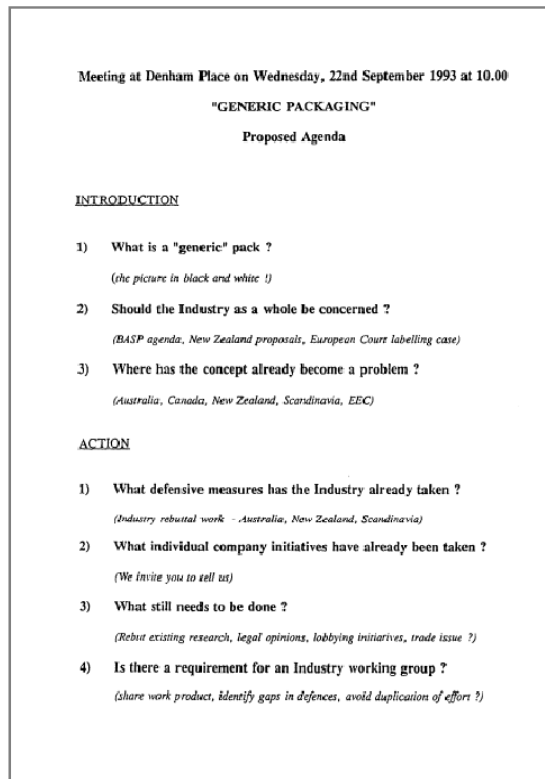 Meeting at Denham Place on Wednesday, 22nd September 1993 at 10.00
"GENERIC PACKAGING"
Proposed Agenda
INTRODUCTION
1) What is a "generic" pack ?
(the picture in black and white !)
2) Should the Industry as a whole be concerned ?
(BASP agenda, New Zealand proposals, European Court labelling case)
3) Where has the concept already become a problem ?
(Australia, Canada, New Zealand, Scandinavia, EEC)
ACTION
1) What defensive measures has the Industry already taken ?
(Industry rebuttal work - Australia, New Zealand, Scandinavia)
2) What individual company initiatives have already been taken ?
(We invite you to tell us)
3) What still needs to be done ?
(Rebut existing research, legal opinions, lobbying initiatives, trade issue ?)
4) Is there a requirement for an Industry working group ?
(share work product, identify gaps in defences, avoid duplication of effort ?)